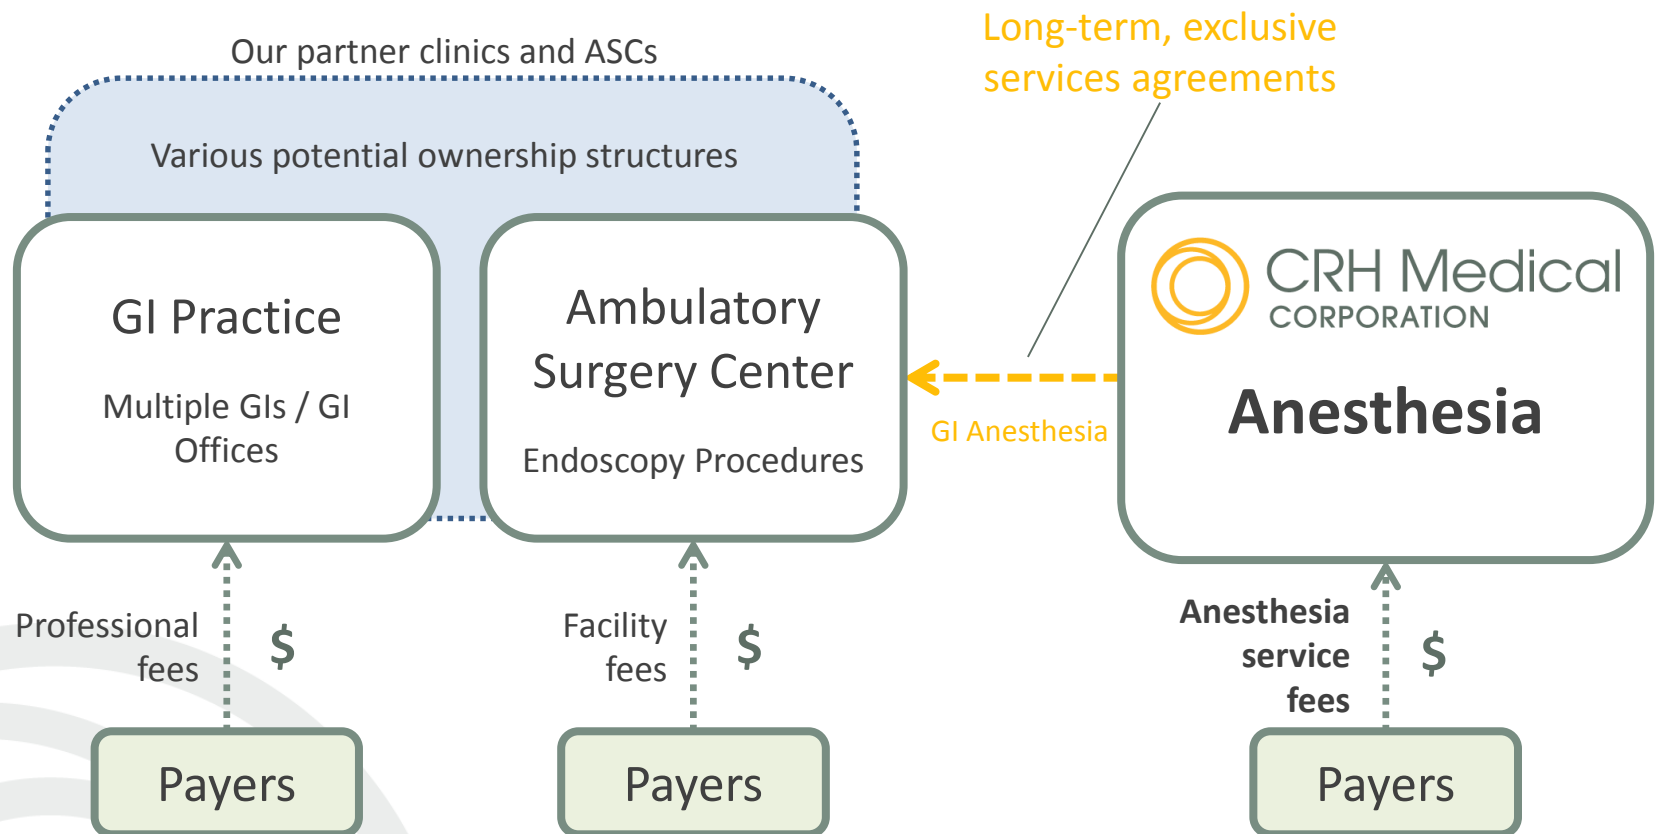 Our partner clinics and ASCs
Long-term, exclusive
services agreements
Various potential ownership structures
GI Practice
Multiple GIs / GI
Offices
Ambulatory
Surgery Center
Endoscopy Procedures
GI Anesthesia
CRH Medical
CORPORATION
Anesthesia
Professional
fees
$
Facility
fees
$
Anesthesia
service
fees
$
Payers
Payers
Payers